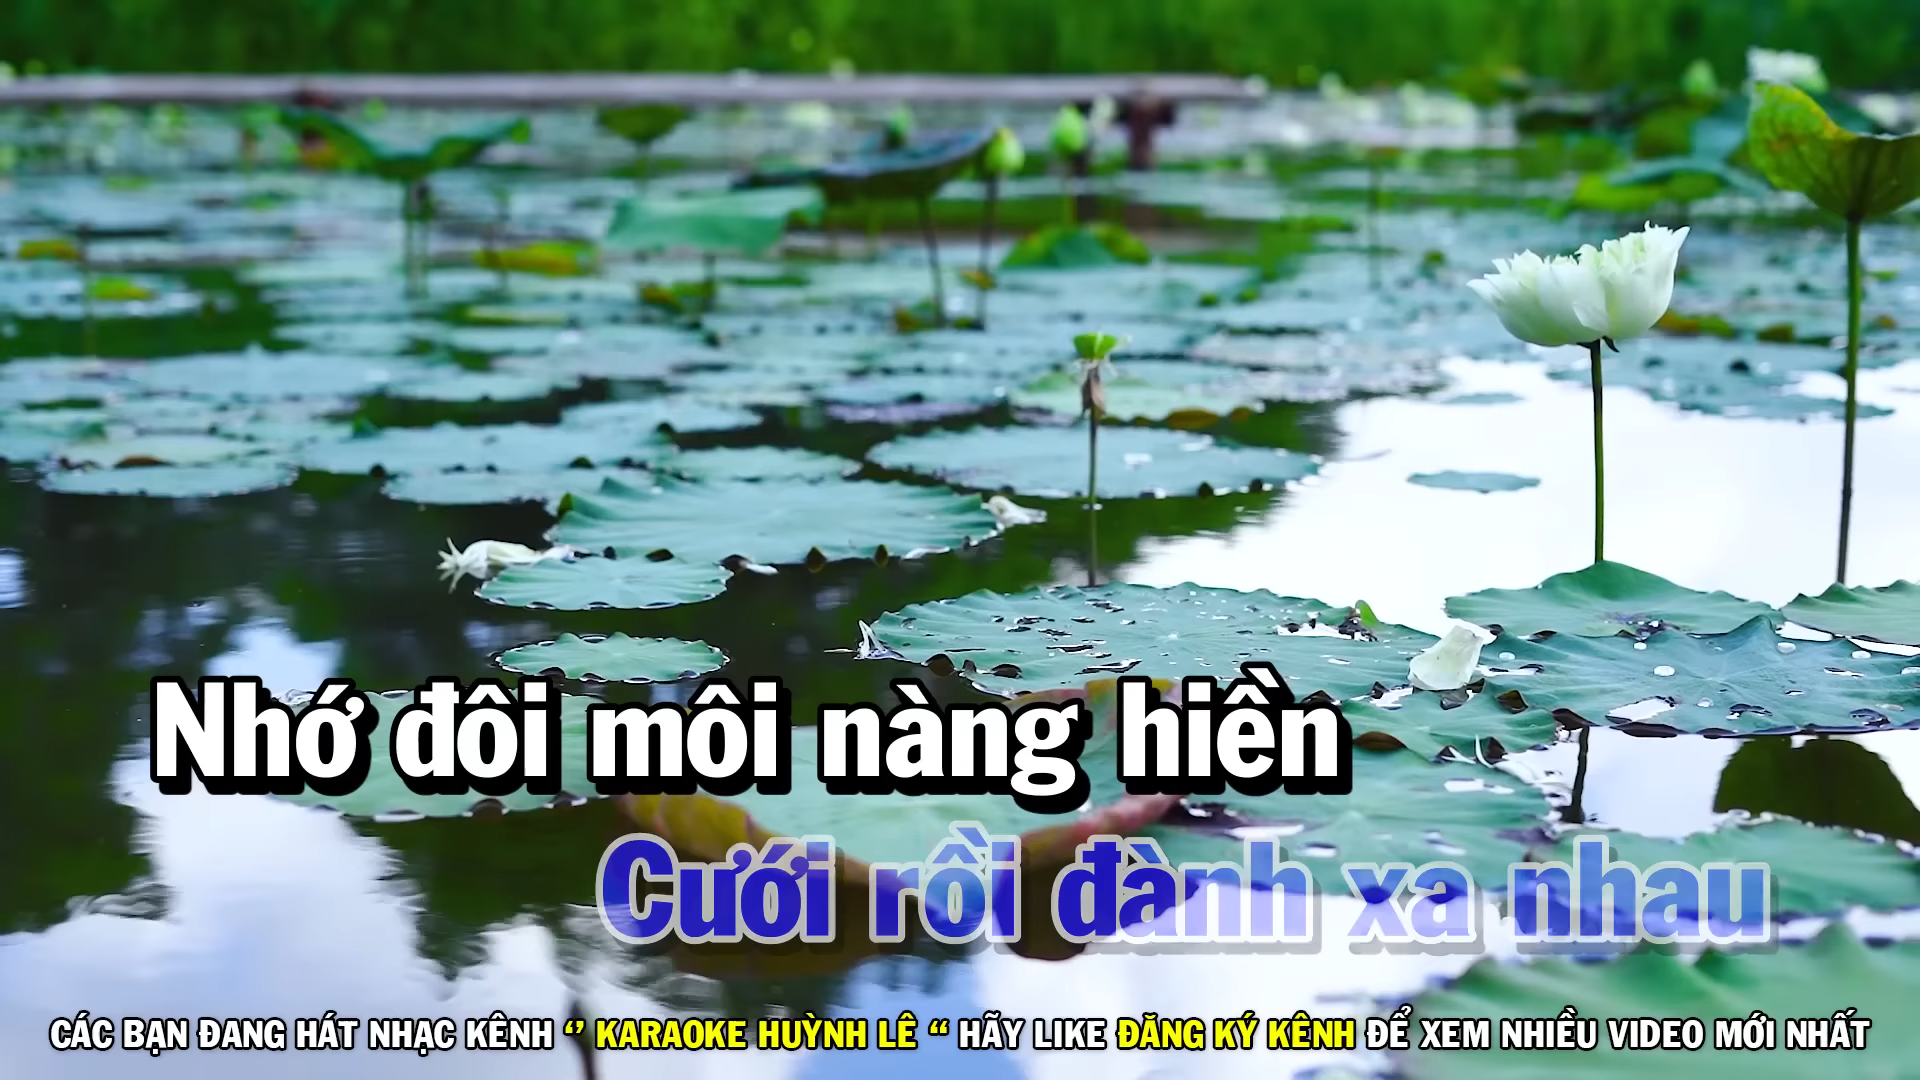 Nhớ đôi môi nàng hiền
Cưới rồi đành xa nhau
CÁC BẠN ĐANG HÁT NHẠC KÊNH ‘’ KARAOKE HUỲNH LÊ “ HÃY LIKE ĐĂNG KÝ KÊNH ĐỂ XEM NHIỀU VIDEO MỚI NHẤT